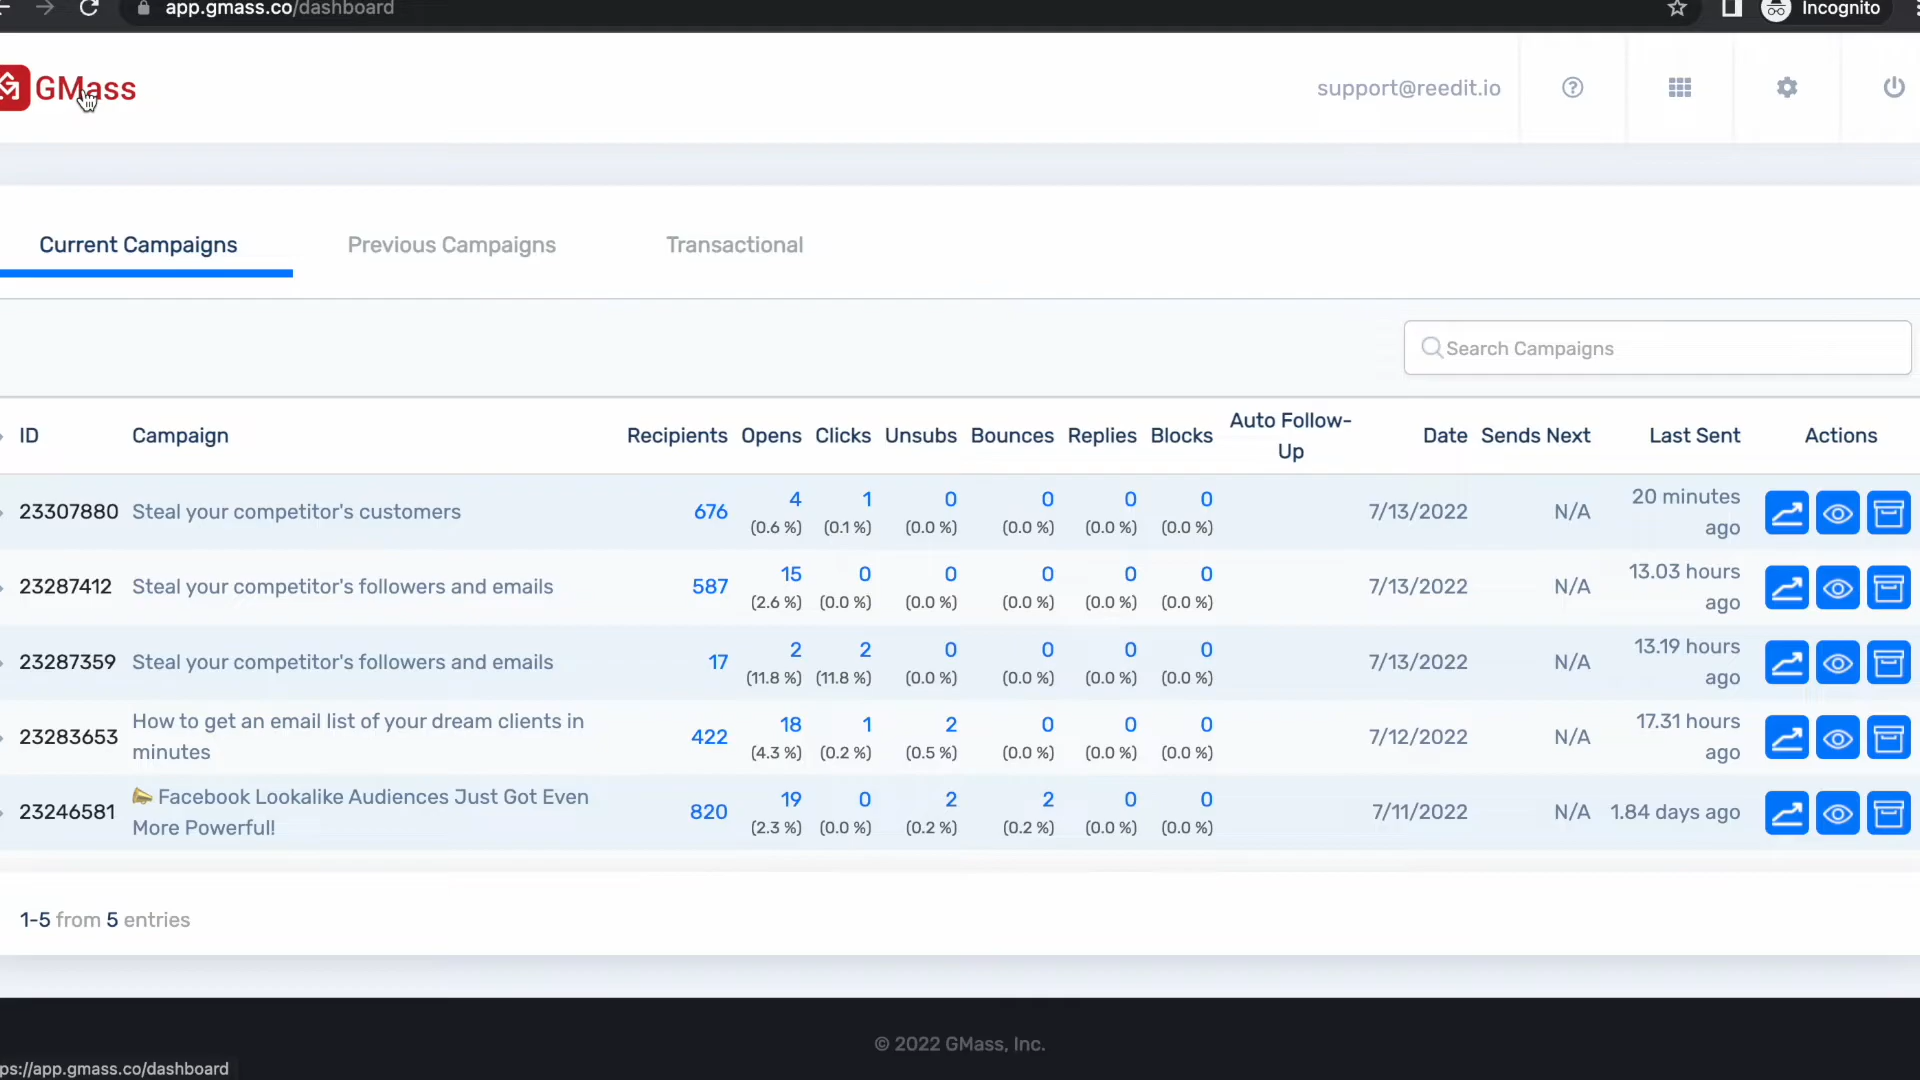 app.gmass.co/dashboard
Incognito
GMass
support@reedit.io
Current Campaigns Previous Campaigns Transactional
Search Campaigns
ID Campaign Recipients Opens Clicks Unsubs Bounces Replies Blocks Auto Follow-
Up Date Sends Next Last Sent Actions
23307880 Steal your competitor's customers 676 4 1 0 0 0 0 7/13/2022 N/A 20 minutes
(0.6 %) (0.1 %) (0.0 %) (0.0 %) (0.0 %) (0.0 %) ago
23287412 Steal your competitor's followers and emails 587 15 0 0 0 0 0 7/13/2022 N/A 13.03 hours
(2.6 %) (0.0 %) (0.0 %) (0.0 %) (0.0 %) (0.0 %) ago
23287359 Steal your competitor's followers and emails 17 2 2 0 0 0 0 7/13/2022 N/A 13.19 hours
(11.8 %) (11.8 %) (0.0 %) (0.0 %) (0.0 %) (0.0 %) ago
23283653 How to get an email list of your dream clients in 422 18 1 2 0 0 0 7/12/2022 N/A 17.31 hours
minutes (4.3 %) (0.2 %) (0.5 %) (0.0 %) (0.0 %) (0.0 %) ago
23246581 Facebook Lookalike Audiences Just Got Even 820 19 0 2 2 0 0 7/11/2022 N/A 1.84 days ago
More Powerful! (2.3 %) (0.0 %) (0.2 %) (0.2 %) (0.0 %) (0.0 %)
1-5 from 5 entries
© 2022 GMass, Inc.
ps://app.gmass.co/dashboard